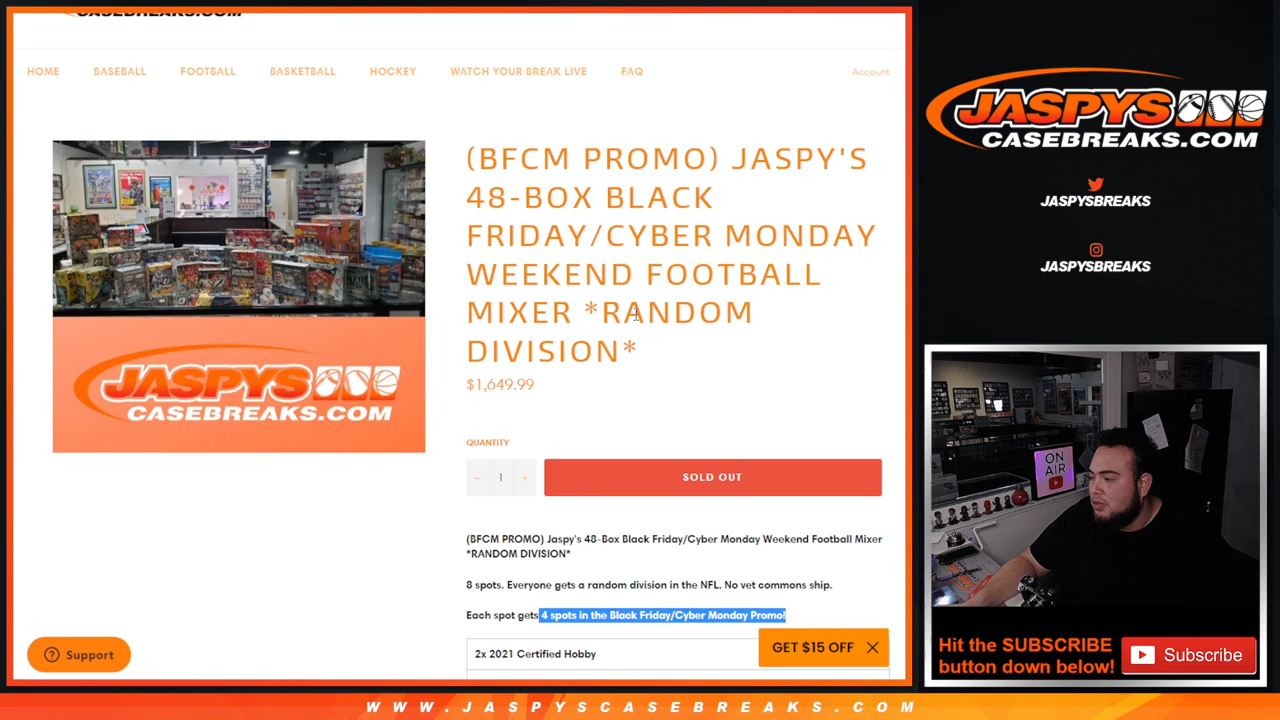 CASEBREAKS.COM
HOME BASEBALL FOOTBALL BASKETBALL HOCKEY WATCH YOUR BREAK LIVE FAQ Account
(BFCM PROMO) JASPY'S
48-BOX BLACK
FRIDAY/CYBER MONDAY
WEEKEND FOOTBALL
MIXER *RANDOM
DIVISION*
$1,649.99
QUANTITY
− 1 + SOLD OUT
(BFCM PROMO) Jaspy's 48-Box Black Friday/Cyber Monday Weekend Football Mixer
*RANDOM DIVISION*
8 spots. Everyone gets a random division in the NFL. No vet commons ship.
Each spot gets 4 spots in the Black Friday/Cyber Monday Promo!
2x 2021 Certified Hobby
GET $15 OFF
Support
JASPYS
CASEBREAKS.COM
JASPYS
CASEBREAKS.COM
JASPYSBREAKS
JASPYSBREAKS
ON
AIR
Hit the SUBSCRIBE
button down below!
Subscribe
WWW.JASPYSCASEBREAKS.COM